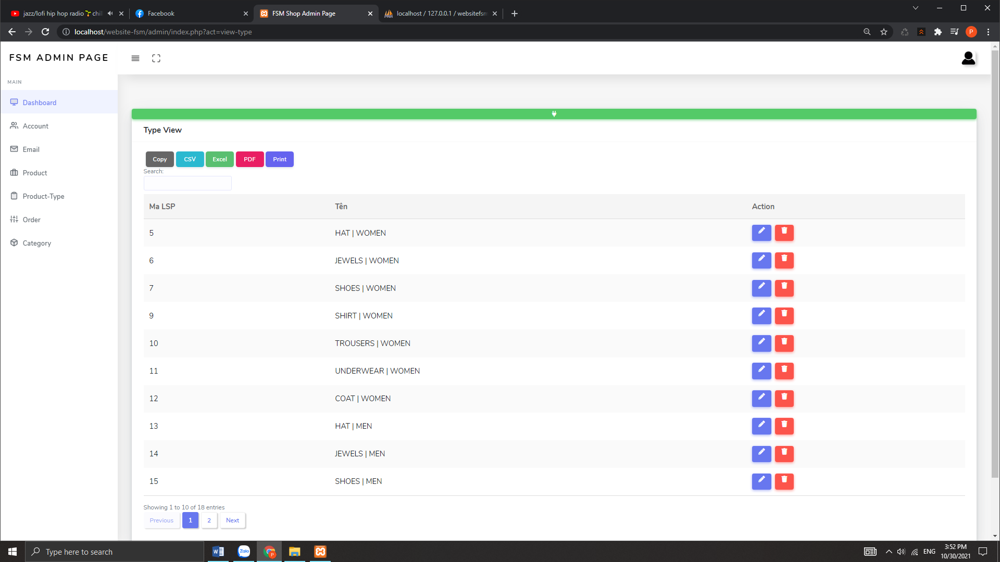 jazz/lofi hip hop radio🌱chil
Facebook
FSM Shop Admin Page
localhost / 127.0.0.1 / websitefsm
localhost/website-fsm/admin/index.php?act=view-type
P
FSM ADMIN PAGE
MAIN
Dashboard
Account
Email
Product
Product-Type
Order
Category
Type View
Copy CSV Excel PDF Print
Search:
Ma LSP Tên Action
5 HAT | WOMEN
6 JEWELS | WOMEN
7 SHOES | WOMEN
9 SHIRT | WOMEN
10 TROUSERS | WOMEN
11 UNDERWEAR | WOMEN
12 COAT | WOMEN
13 HAT | MEN
14 JEWELS | MEN
15 SHOES | MEN
Showing 1 to 10 of 18 entries
Previous 1 2 Next
Type here to search
Zalo
P
ENG
3:52 PM
10/30/2021